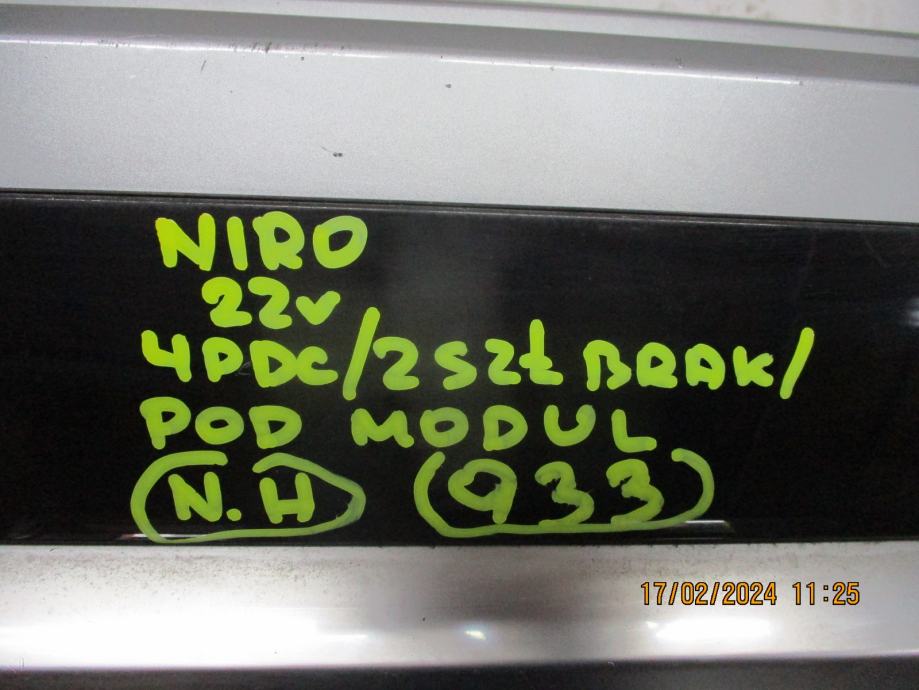 NIRO
22v
4PDC/2szt BRAK/
POD MODUL
N.H (933)
17/02/2024 11:25